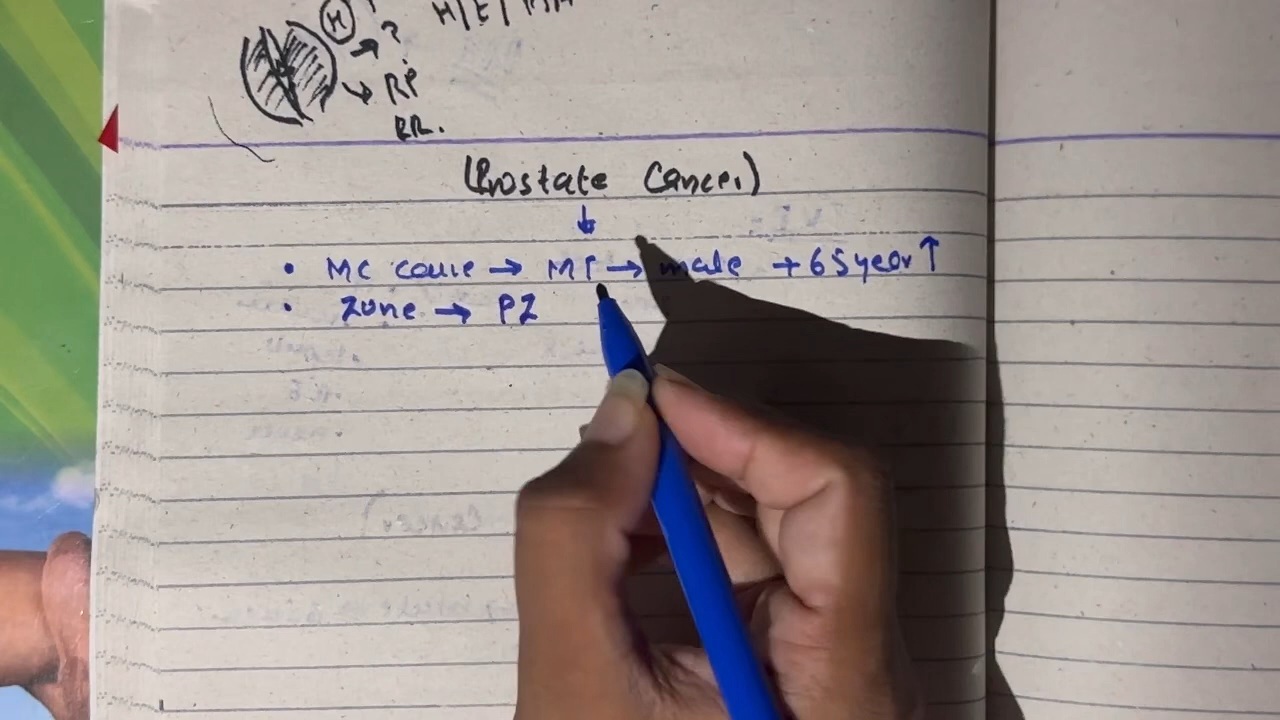 (H) ?
H/E/
?
RP
RR.
(Prostate Cancer)
• MC cause → MT → male +65 year ↑
• Zone → PZ